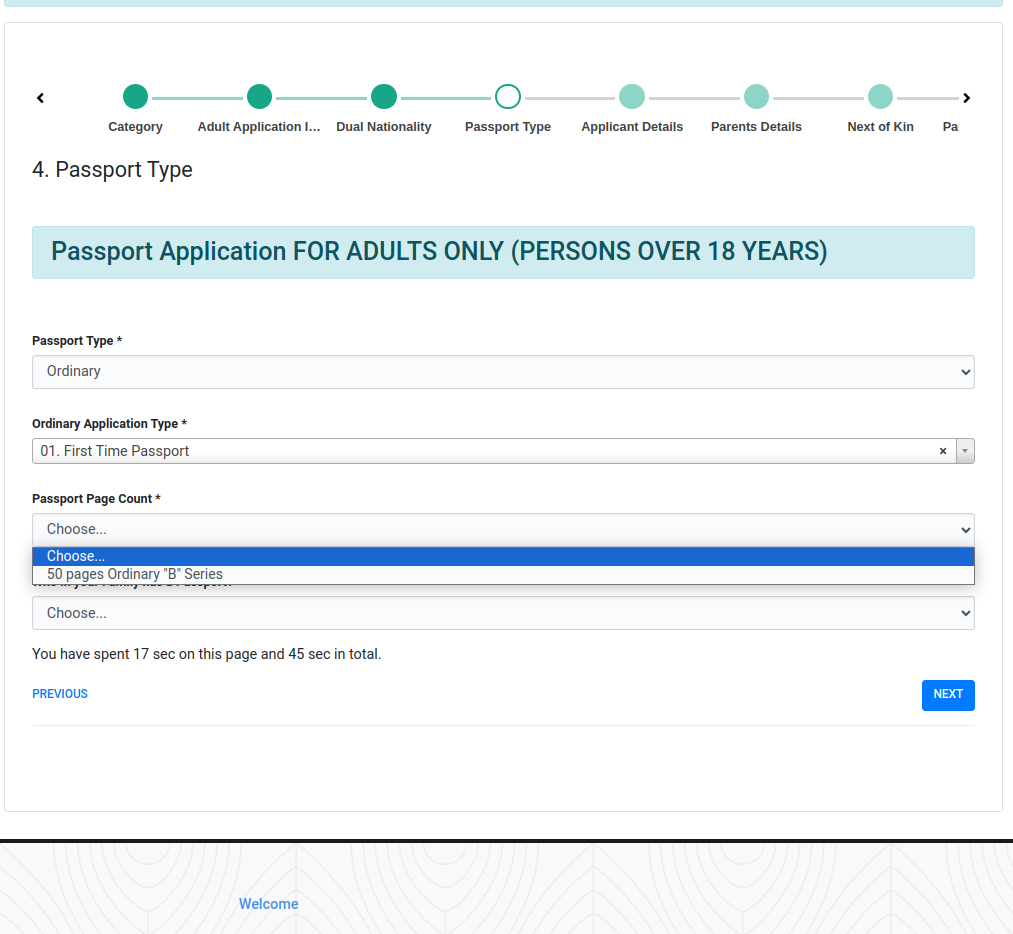 Category
Adult Application I...
Dual Nationality
Passport Type
Applicant Details
Parents Details
Next of Kin
Pa
4. Passport Type
Passport Application FOR ADULTS ONLY (PERSONS OVER 18 YEARS)
Passport Type *
Ordinary
Ordinary Application Type *
01. First Time Passport
×
Passport Page Count *
Choose...
Choose...
50 pages Ordinary "B" Series
Choose...
You have spent 17 sec on this page and 45 sec in total.
PREVIOUS
NEXT
Welcome